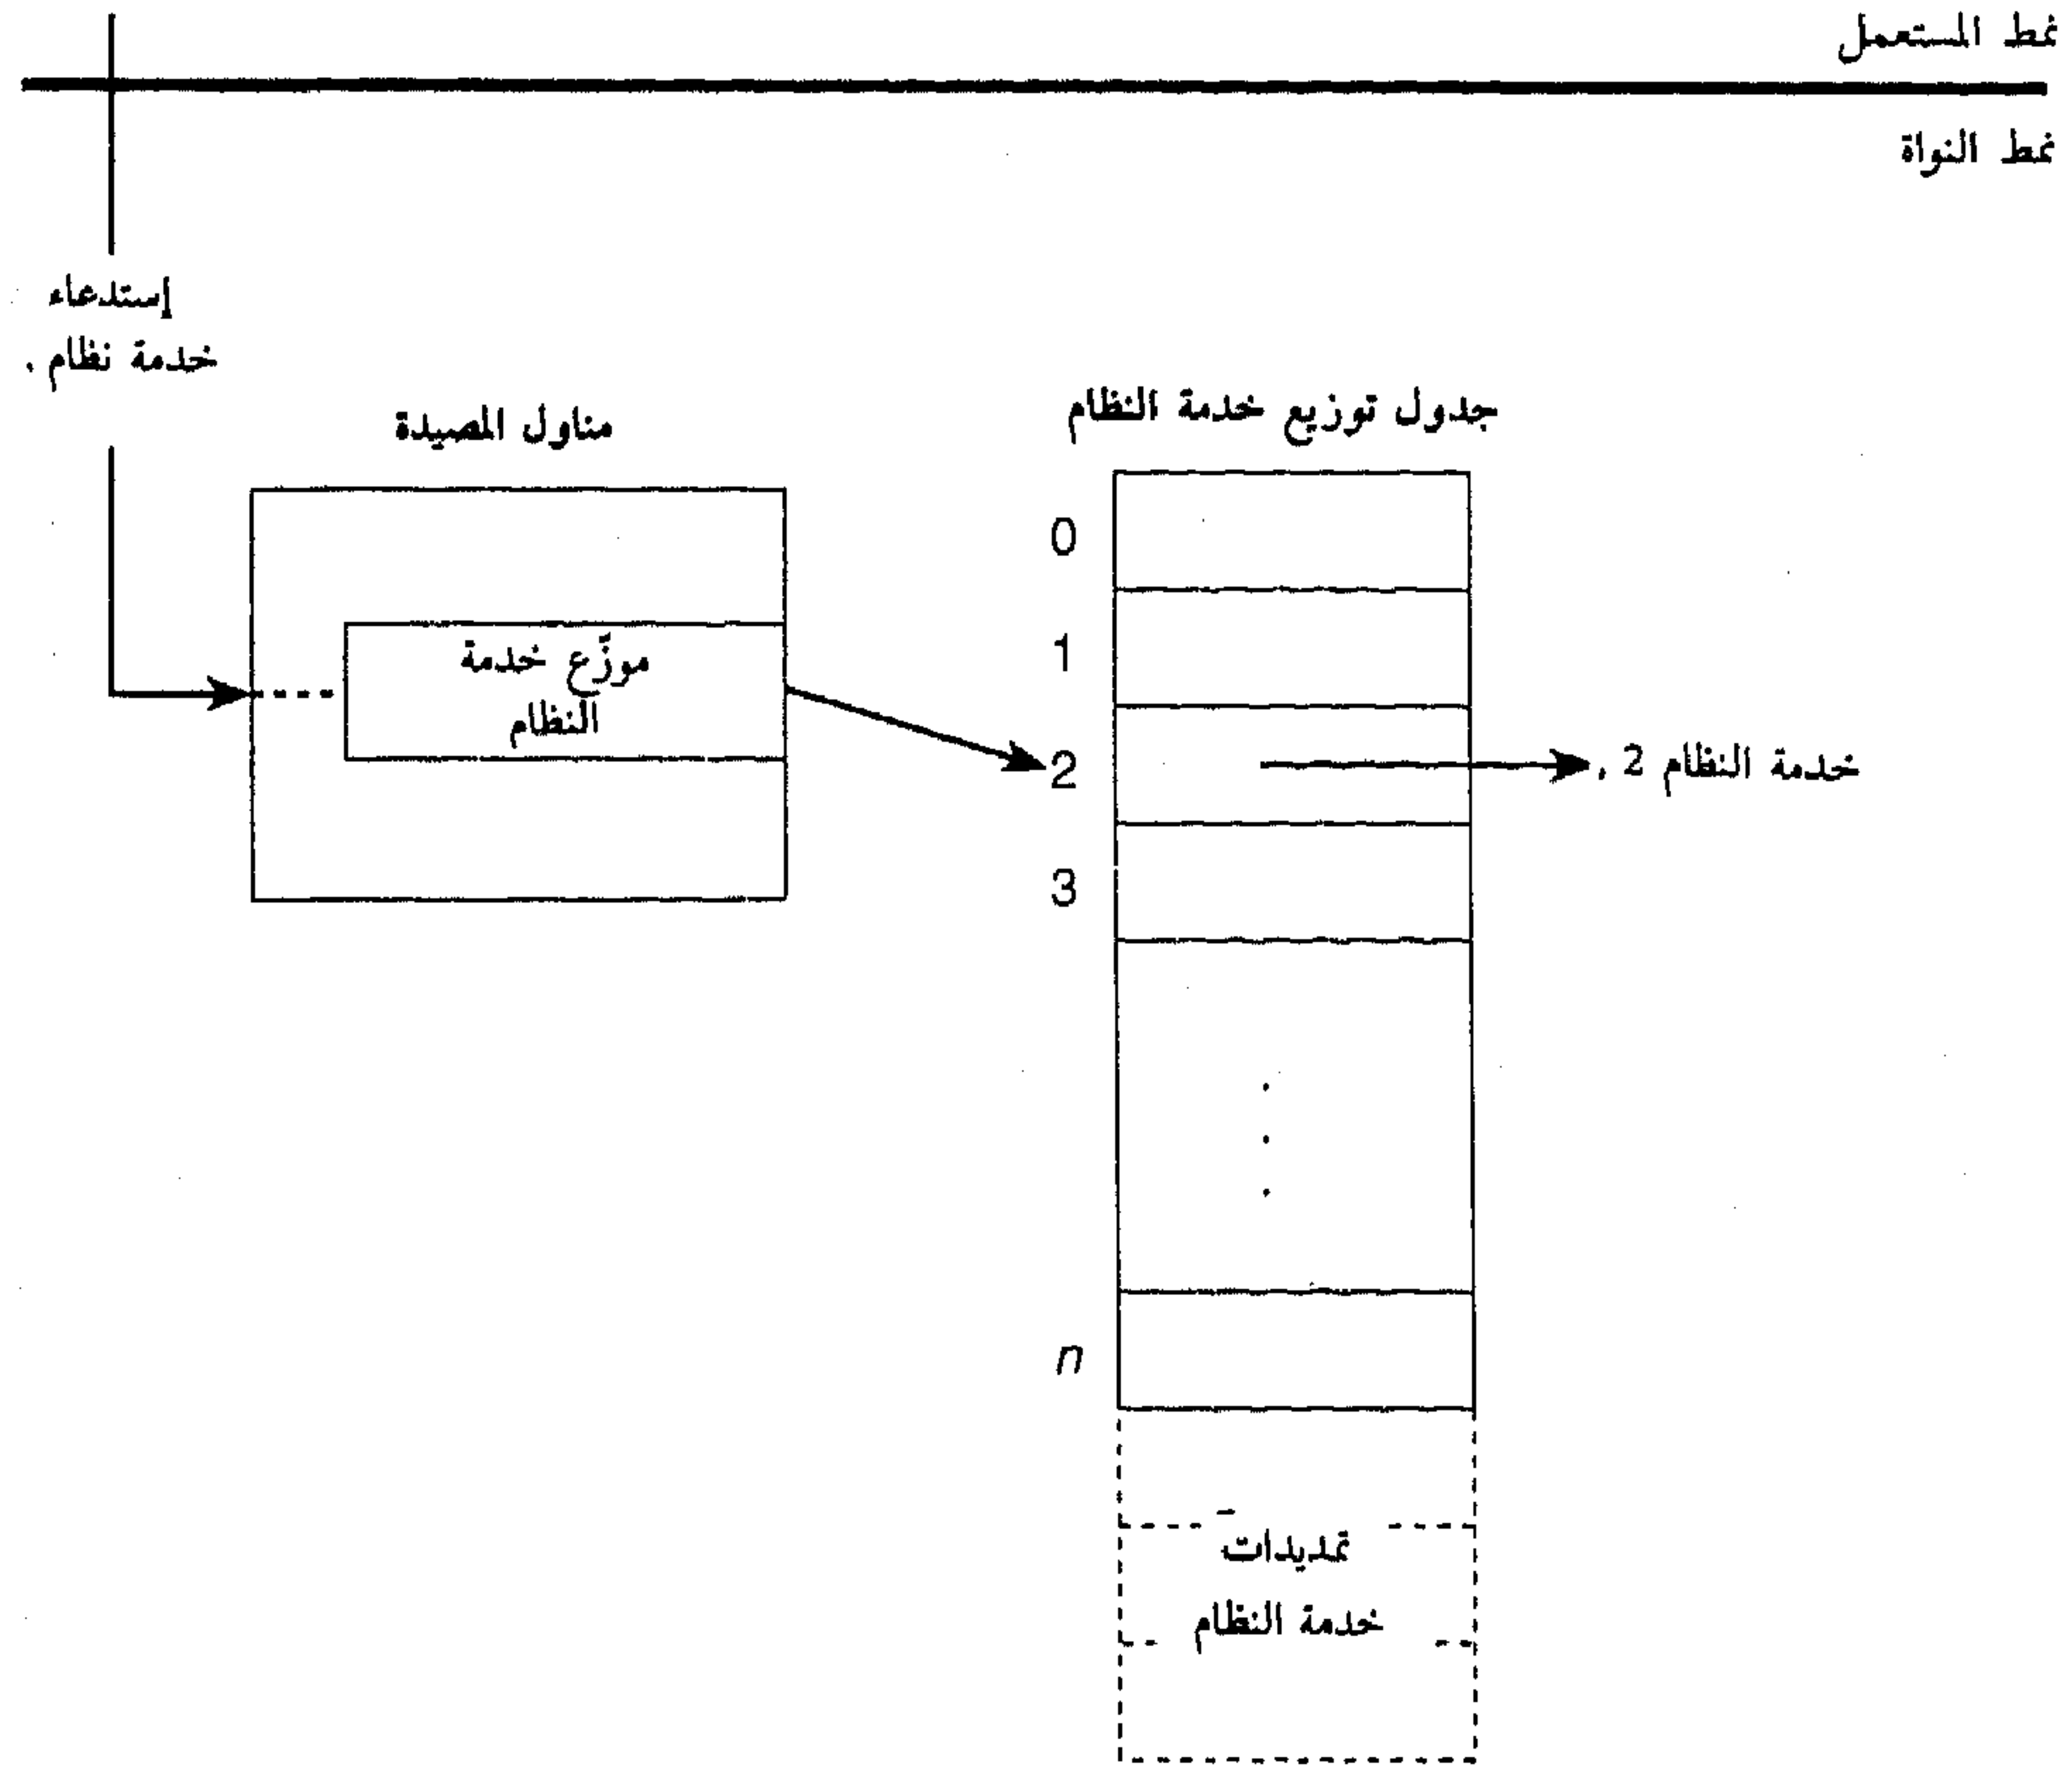 نمط المستعمل
نمط النواة
إستدعاء
خدمة نظام .
مناول المصيدة
جدول توزيع خدمة النظام
0
موزّع خدمة
النظام
1
2
خدمة النظام 2 .
3
.
.
.
n
تمديدات
خدمة النظام